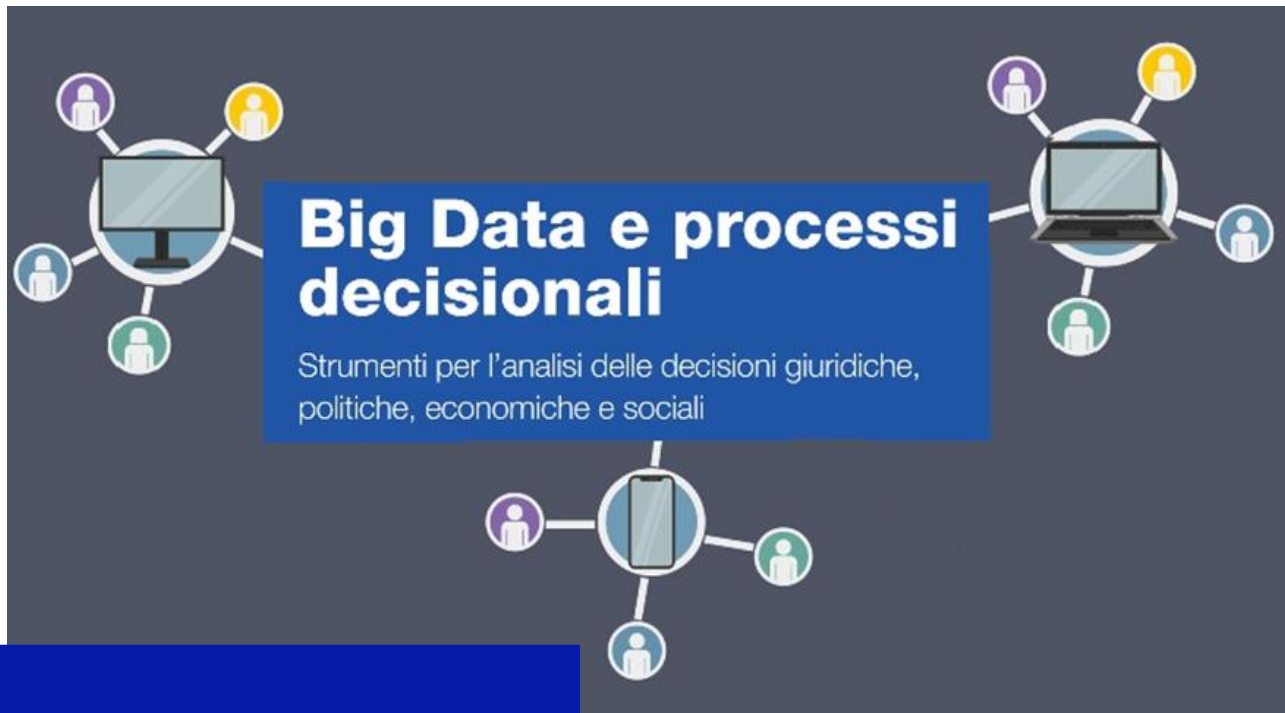 Big Data e processi
decisionali
Strumenti per l'analisi delle decisioni giuridiche,
politiche, economiche e sociali